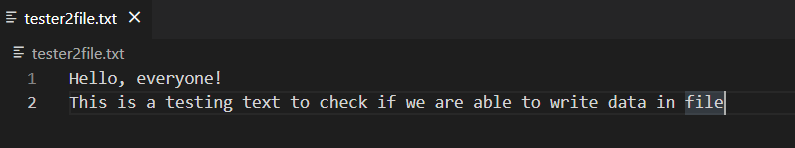 tester2file.txt
tester2file.txt
1 Hello, everyone!
2 This is a testing text to check if we are able to write data in file